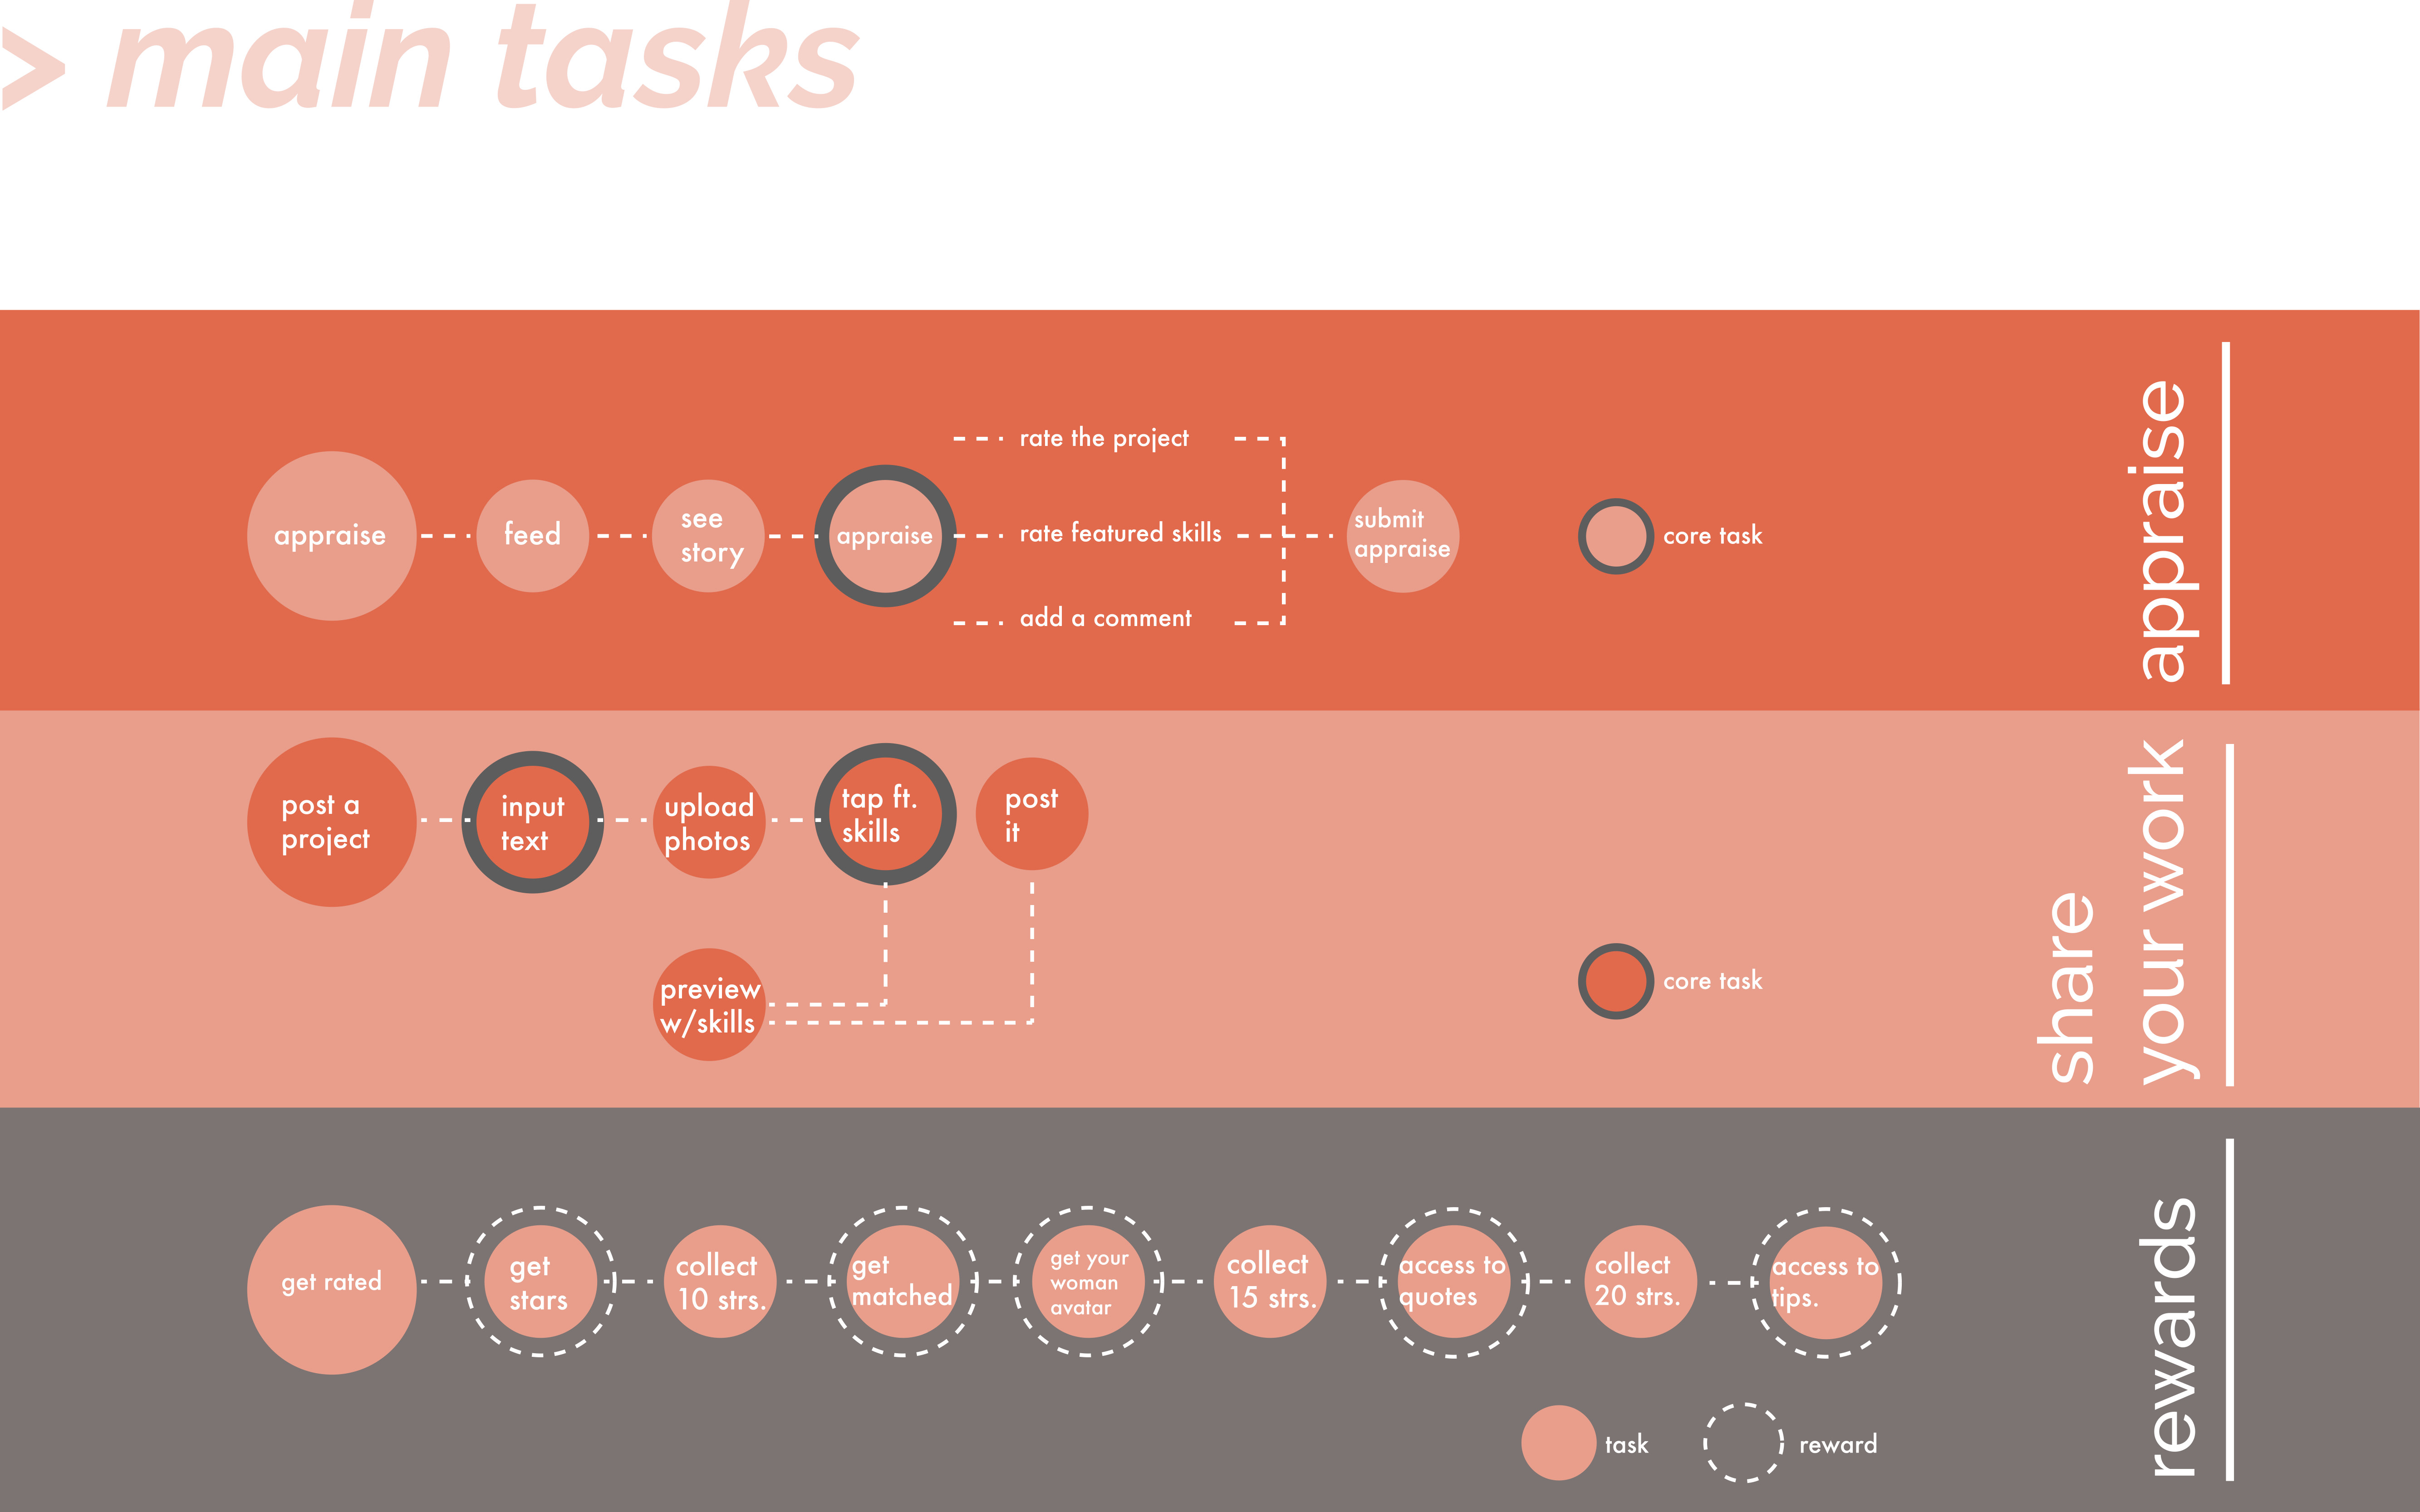 > main tasks
appraise
feed
see
story
appraise
rate the project
rate featured skills
add a comment
submit
appraise
core task
appraise
post a
project
input
text
upload
photos
tap ft.
skills
post
it
preview
w/skills
core task
share
your work
get rated
get
stars
collect
10 strs.
get
matched
get your
woman
avatar
collect
15 strs.
access to
quotes
collect
20 strs.
access to
tips.
task
reward
rewards